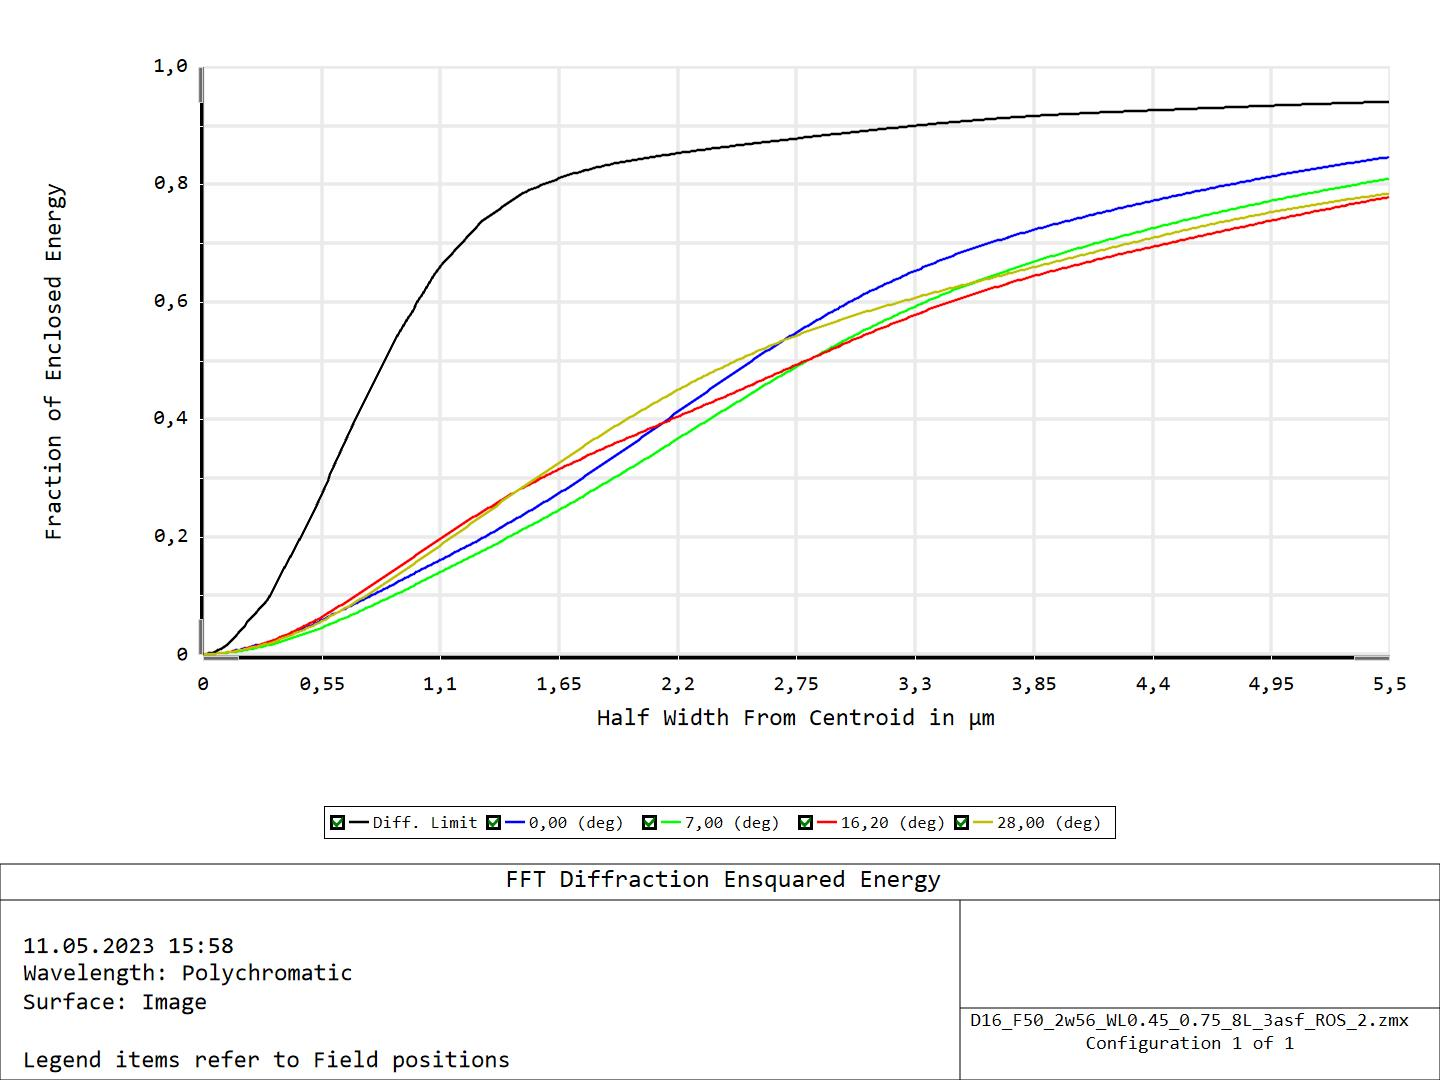 1,0
0,8
0,6
0,4
0,2
0
Fraction of Enclosed Energy
0 0,55 1,1 1,65 2,2 2,75 3,3 3,85 4,4 4,95 5,5
Half Width From Centroid in µm
Diff. Limit 0,00 (deg) 7,00 (deg) 16,20 (deg) 28,00 (deg)
FFT Diffraction Ensquared Energy
11.05.2023 15:58
Wavelength: Polychromatic
Surface: Image
Legend items refer to Field positions
D16_F50_2w56_WL0.45_0.75_8L_3asf_ROS_2.zmx
Configuration 1 of 1